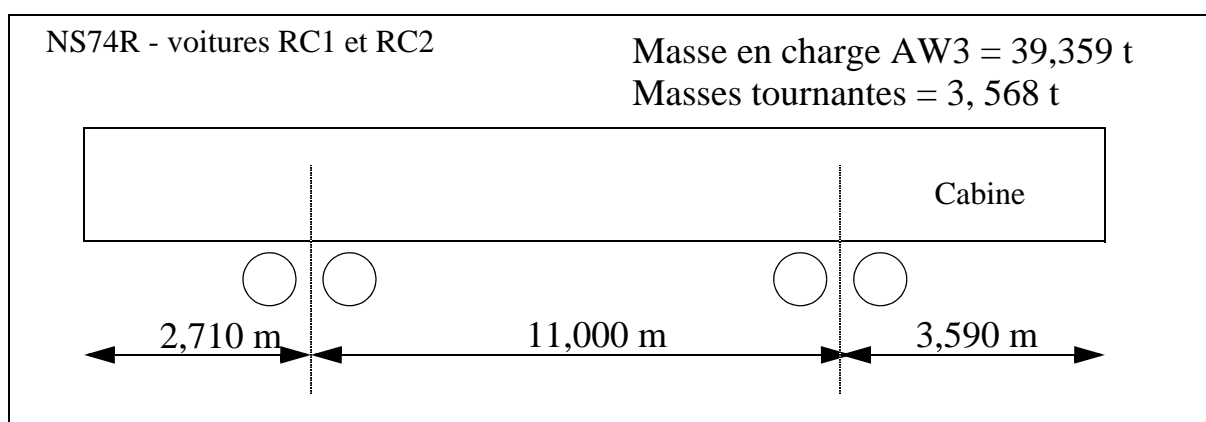 NS74R - voitures RC1 et RC2
Masse en charge AW3 = 39,359 t
Masses tournantes = 3, 568 t
Cabine
2,710 m
11,000 m
3,590 m